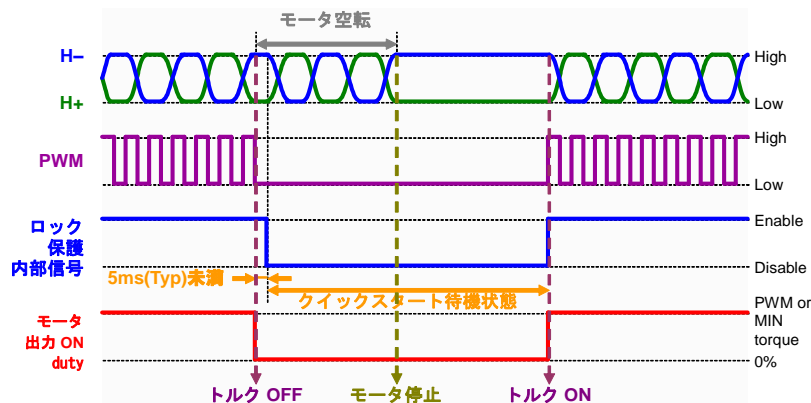 モータ空転
H−
High
H+
Low
PWM
High
Low
ロック
保護
内部信号
Enable
Disable
5ms(Typ)未満
クイックスタート待機状態
モータ
出力 ON
duty
PWM or
MIN
torque
0%
トルク OFF
モータ停止
トルク ON